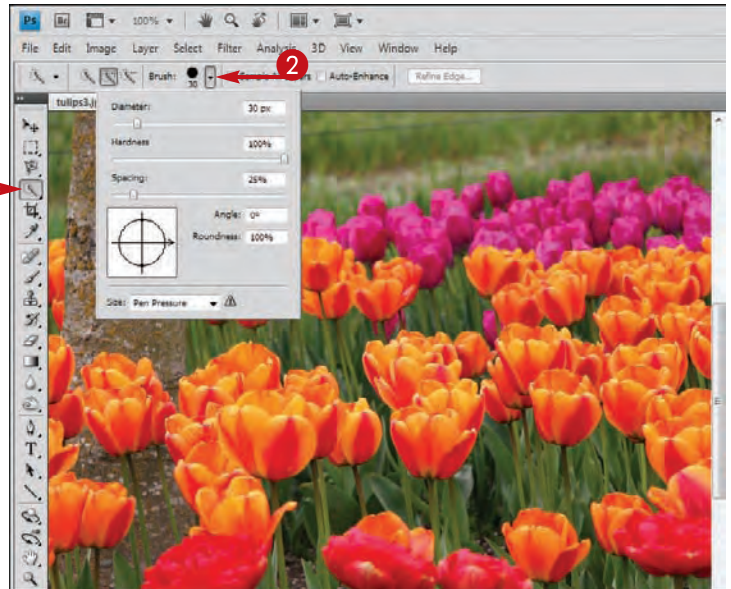 Ps Br 100%
File Edit Image Layer Select Filter Analysis 3D View Window Help
2
Brush: 30 Auto-Enhance Refine Edge...
tulips3.j
Diameter: 30 px
Hardness 100%
Spacing: 25%
Angle: 0°
Roundness: 100%
Size: Pen Pressure
T